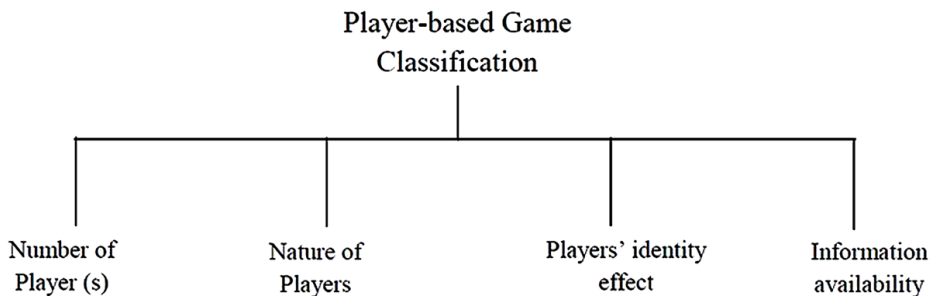 Player-based Game
Classification
Number of
Player (s)
Nature of
Players
Players’ identity
effect
Information
availability